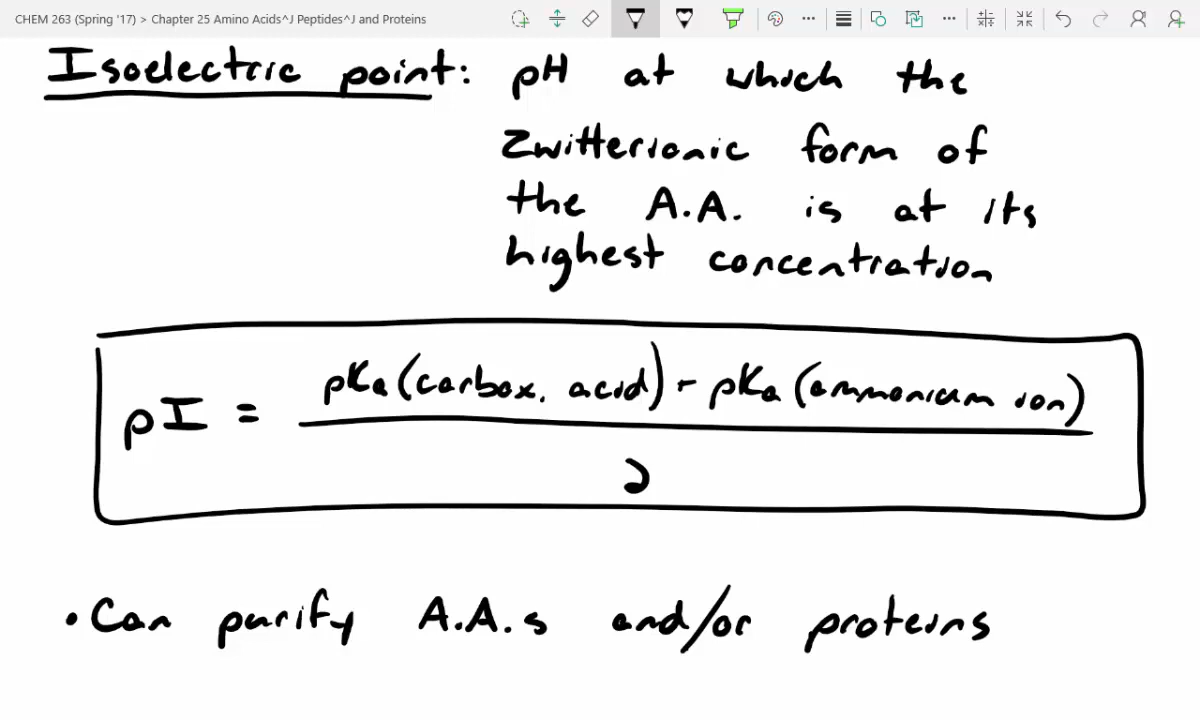 CHEM 263 (Spring '17) > Chapter 25 Amino Acids^J Peptides^J and Proteins
Isoelectric point: pH at which the
zwitterionic form of
the A.A. is at its
highest concentration
pI = pKa (carbox. acid) + pKa (ammonium ion)
2
• Can purify A.A.s and/or proteins